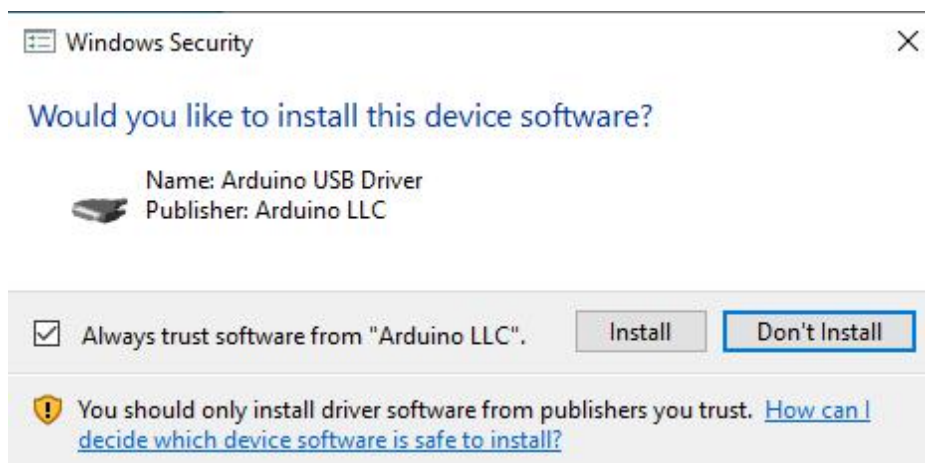 Windows Security
Would you like to install this device software?
Name: Arduino USB Driver
Publisher: Arduino LLC
Always trust software from "Arduino LLC".
Install
Don't Install
You should only install driver software from publishers you trust. How can I
decide which device software is safe to install?